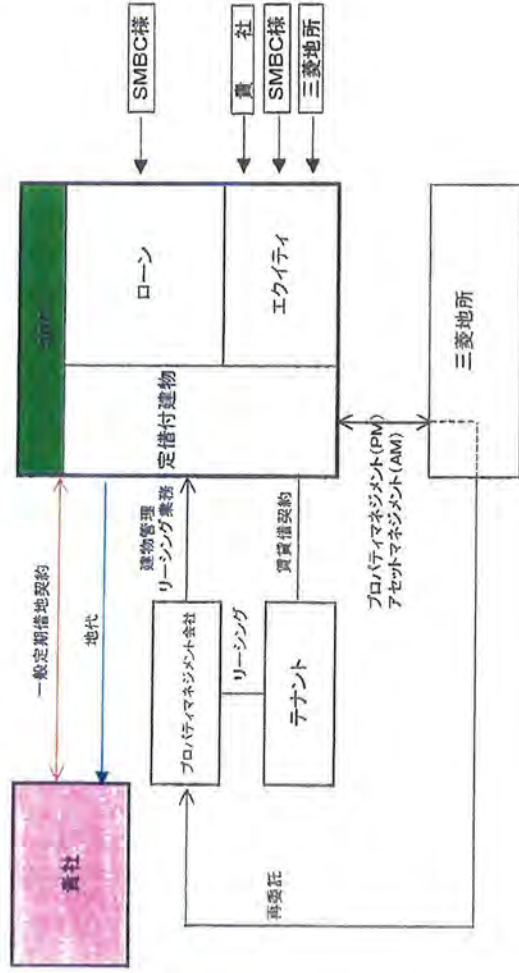 貴社
一般定期借地契約
地代
SMBC様
ローン
定借付建物
エクイティ
貴 社
SMBC様
三菱地所
建物管理
リーシング業務
プロパティマネジメント会社
リーシング
賃貸借契約
テナント
プロパティマネジメント(PM)
アセットマネジメント(AM)
再委託
三菱地所